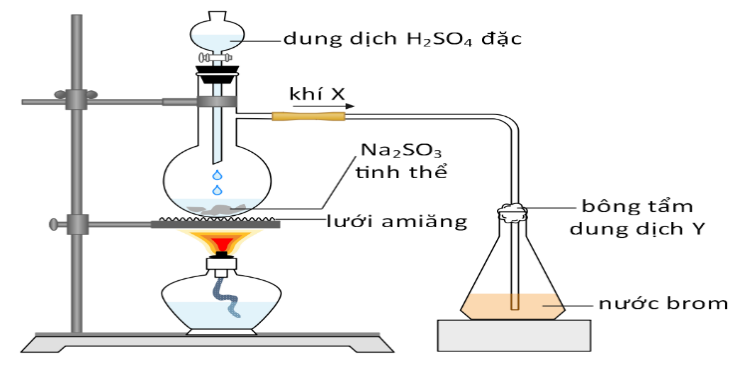 dung dịch H₂SO₄ đặc
khí X
Na₂SO₃
tinh thể
lưới amiăng
bông tẩm
dung dịch Y
nước brom